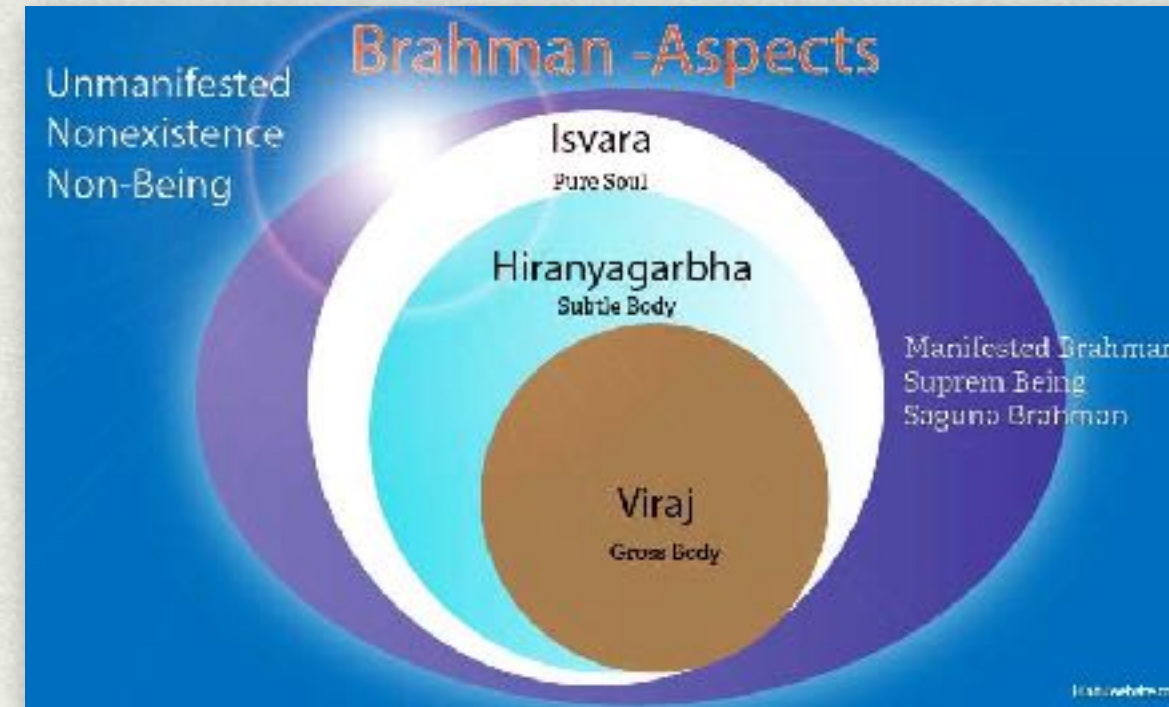 Brahman -Aspects
Unmanifested
Nonexistence
Non-Being
Isvara
Pure Soul
Hiranyagarbha
Subtle Body
Manifested Brahman
Suprem Being
Saguna Brahman
Viraj
Gross Body